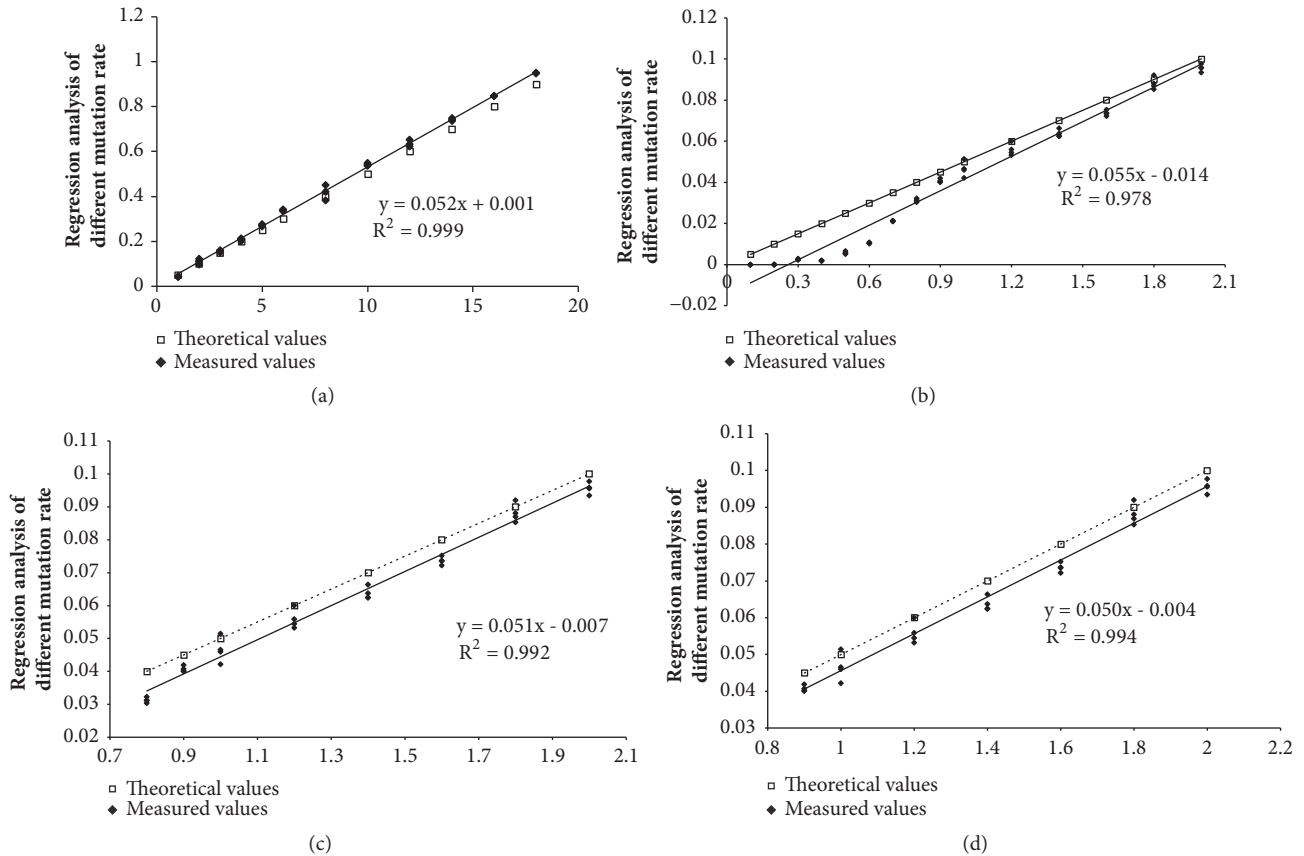 Regression analysis of
different mutation rate
1.2
1
0.8
0.6
0.4
0.2
0
0
5
10
15
20
y = 0.052x + 0.001
R² = 0.999
Theoretical values
Measured values
(a)
Regression analysis of
different mutation rate
0.12
0.1
0.08
0.06
0.04
0.02
0
−0.02
0
0.3
0.6
0.9
1.2
1.5
1.8
2.1
y = 0.055x - 0.014
R² = 0.978
Theoretical values
Measured values
(b)
Regression analysis of
different mutation rate
0.11
0.1
0.09
0.08
0.07
0.06
0.05
0.04
0.03
0.02
0.7
0.9
1.1
1.3
1.5
1.7
1.9
2.1
y = 0.051x - 0.007
R² = 0.992
Theoretical values
Measured values
(c)
Regression analysis of
different mutation rate
0.11
0.1
0.09
0.08
0.07
0.06
0.05
0.04
0.03
0.8
1
1.2
1.4
1.6
1.8
2
2.2
y = 0.050x - 0.004
R² = 0.994
Theoretical values
Measured values
(d)